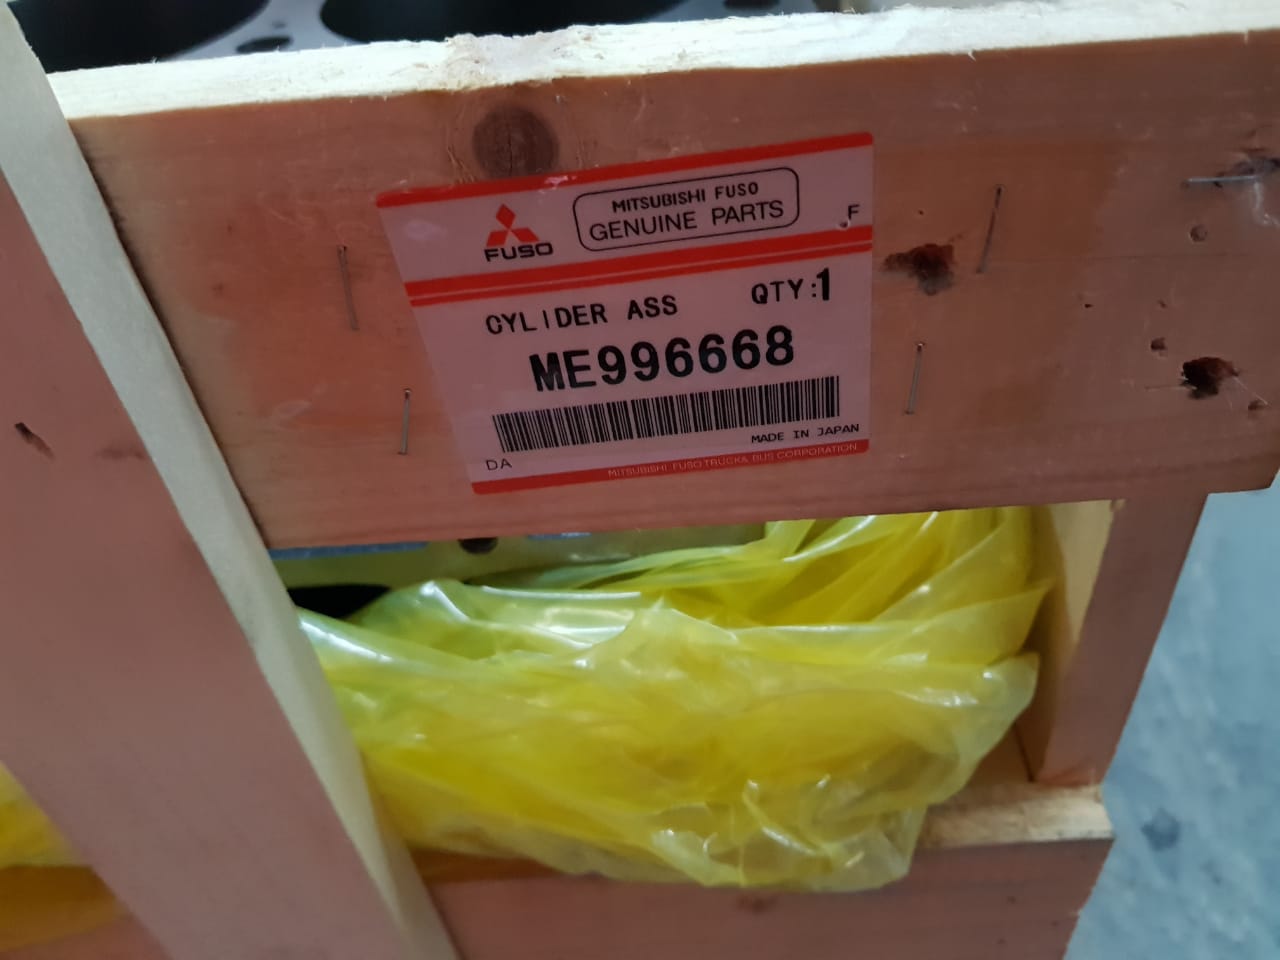 MITSUBISHI FUSO
GENUINE PARTS
FUSO
F
CYLIDER ASS QTY:1
ME996668
MADE IN JAPAN
DA
MITSUBISHI FUSO TRUCK & BUS CORPORATION